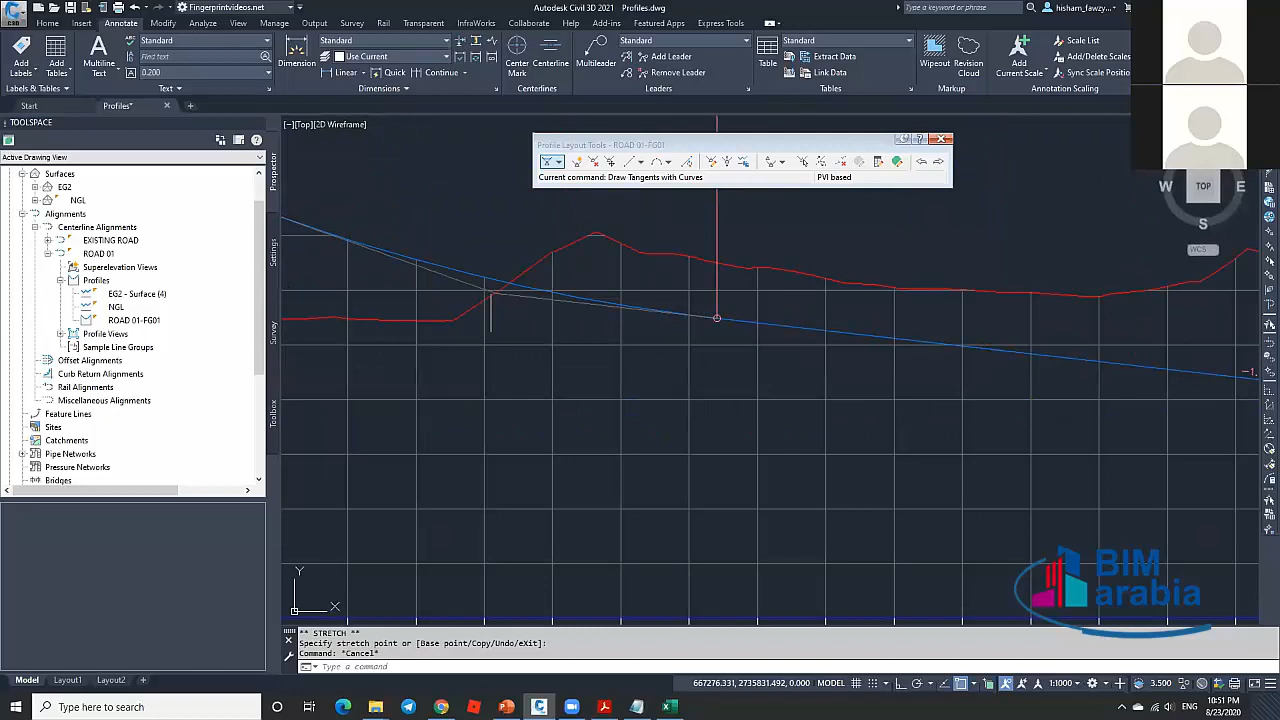 Fingerprintvideos.net
Autodesk Civil 3D 2021 Profiles.dwg
Type a keyword or phrase
hisham_fawzy...
C3D
Home Insert Annotate Modify Analyze View Manage Output Survey Rail Transparent InfraWorks Collaborate Help Add-ins Featured Apps Express Tools
Add Labels
Add Tables
Labels & Tables
Multiline Text
Standard
Find text
0.200
Text
Dimension
Standard
Use Current
Linear Quick Continue
Dimensions
Center Mark
Centerline
Centerlines
Multileader
Standard
Add Leader
Remove Leader
Leaders
Table
Standard
Extract Data
Link Data
Tables
Wipeout
Revision Cloud
Markup
Add Current Scale
Scale List
Add/Delete Scales
Sync Scale Positio
Annotation Scaling
Start Profiles*
TOOLSPACE
Active Drawing View
Surfaces
EG2
NGL
Alignments
Centerline Alignments
EXISTING ROAD
ROAD 01
Superelevation Views
Profiles
EG2 - Surface (4)
NGL
ROAD 01-FG01
Profile Views
Sample Line Groups
Offset Alignments
Curb Return Alignments
Rail Alignments
Miscellaneous Alignments
Feature Lines
Sites
Catchments
Pipe Networks
Pressure Networks
Bridges
Prospector
Settings
Survey
Toolbox
[−][Top][2D Wireframe]
Profile Layout Tools - ROAD 01-FG01
Current command: Draw Tangents with Curves PVI based
W TOP E
S
WCS
−1.
Y
X
BIM
arabia
** STRETCH **
Specify stretch point or [Base point/Copy/Undo/eXit]:
Command: *Cancel*
Type a command
Model Layout1 Layout2
667276.331, 2735831.492, 0.000 MODEL 1:1000 3.500
Type here to search
ENG
10:51 PM
8/23/2020